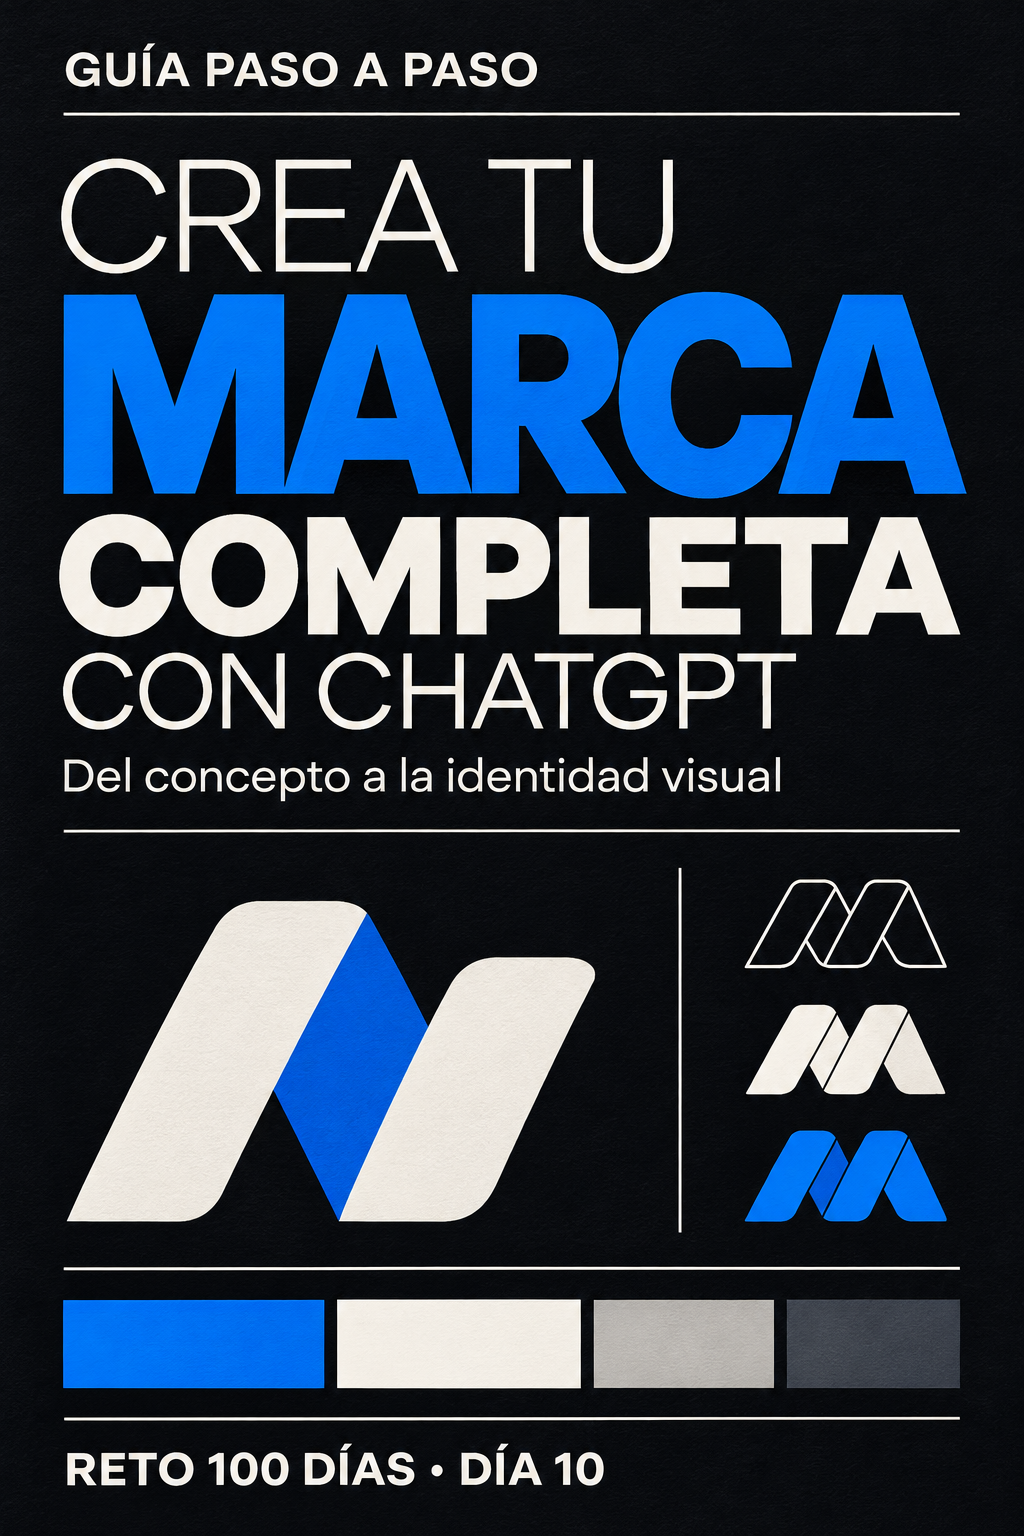 GUÍA PASO A PASO
CREA TU
MARCA
COMPLETA
CON CHATGPT
Del concepto a la identidad visual
RETO 100 DÍAS • DÍA 10